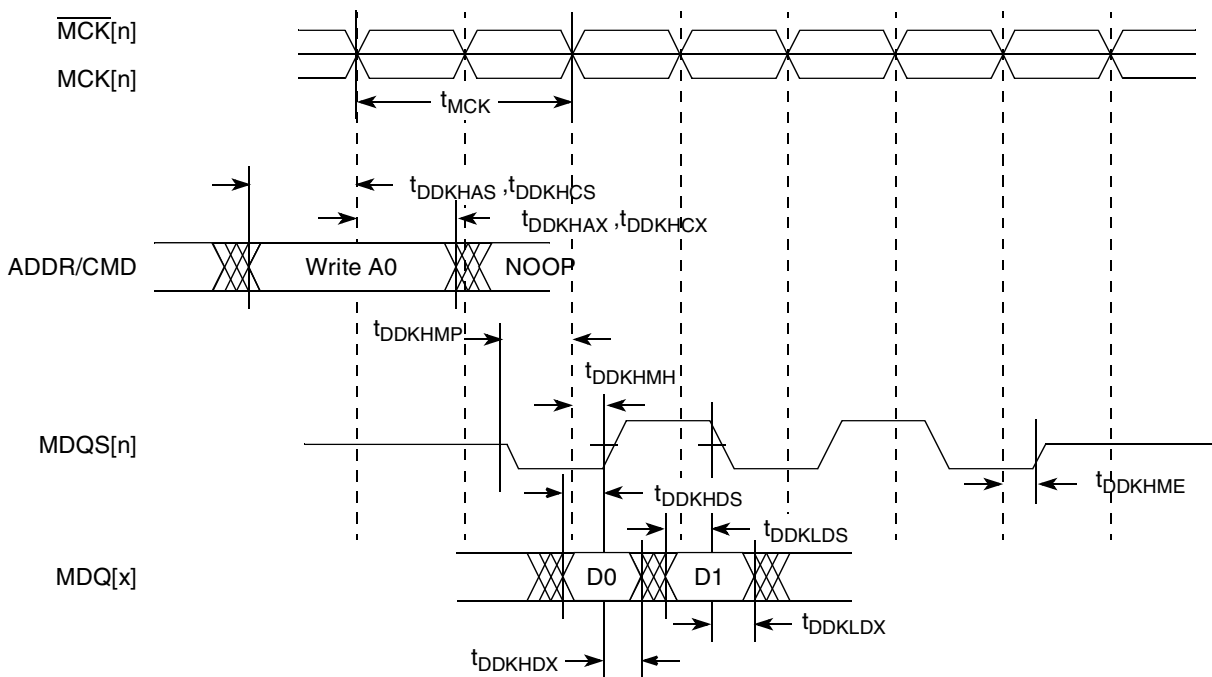 MCK[n]
MCK[n]
tMCK
tDDKHAS ,tDDKHCS
tDDKHAX ,tDDKHCX
ADDR/CMD
Write A0
NOOP
tDDKHMP
tDDKHMH
MDQS[n]
tDDKHME
tDDKHDS
tDDKLDS
MDQ[x]
D0
D1
tDDKLDX
tDDKHDX